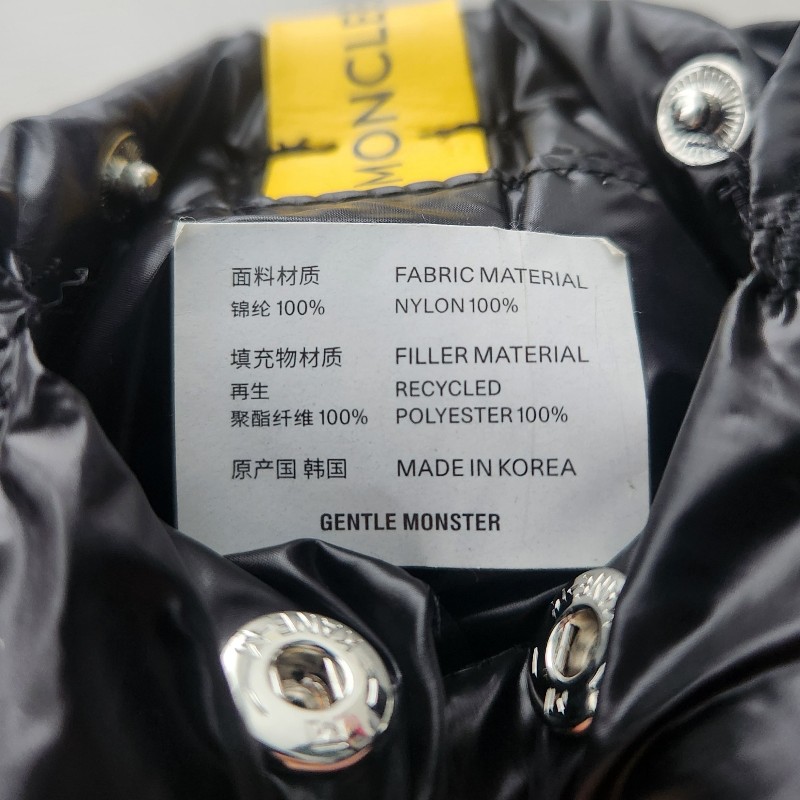 MONCLE
面料材质 FABRIC MATERIAL
锦纶 100% NYLON 100%
填充物材质 FILLER MATERIAL
再生 RECYCLED
聚酯纤维 100% POLYESTER 100%
原产国 韩国 MADE IN KOREA
GENTLE MONSTER